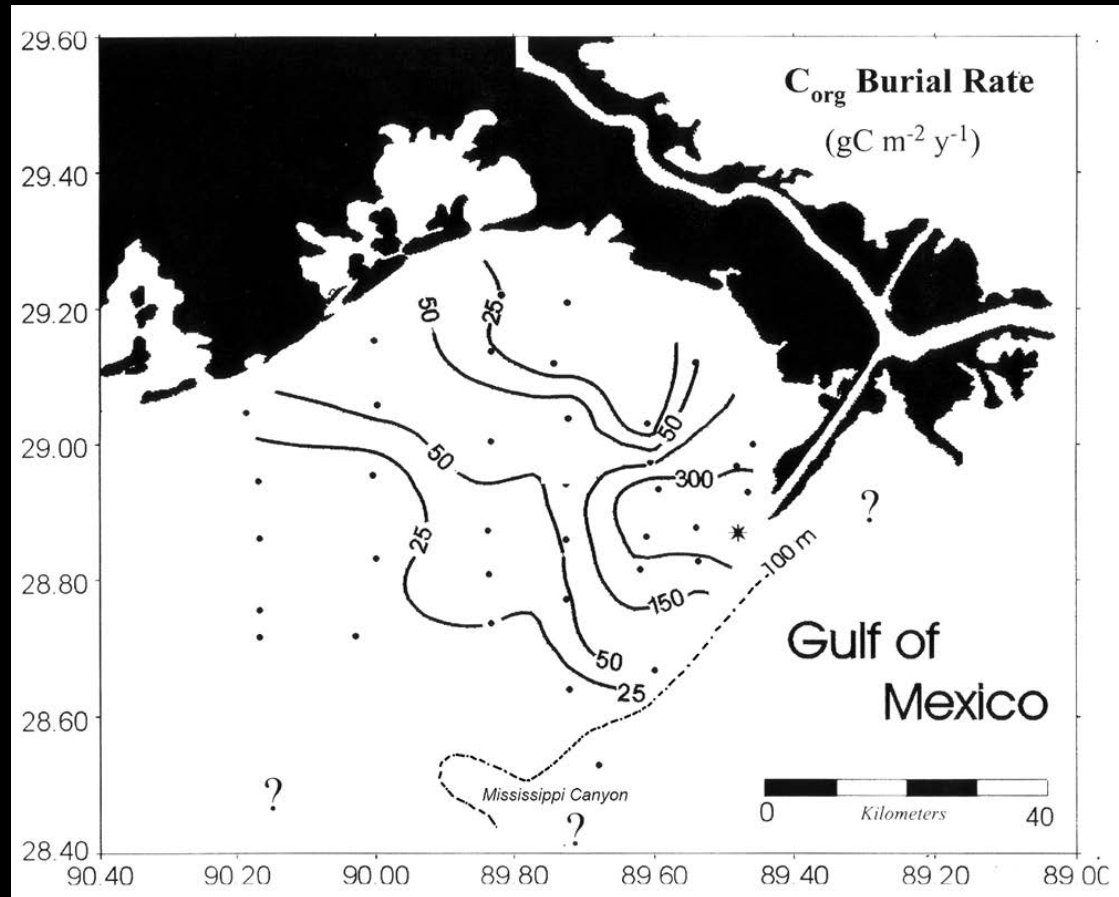 29.60
C_org Burial Rate
(gC m^-2 y^-1)
29.40
29.20
50
25
29.00
50
50
300
25
?
28.80
100 m
150
Gulf of
Mexico
50
25
28.60
?
Mississippi Canyon
?
0 Kilometers 40
28.40
90.40 90.20 90.00 89.80 89.60 89.40 89.20 89.00